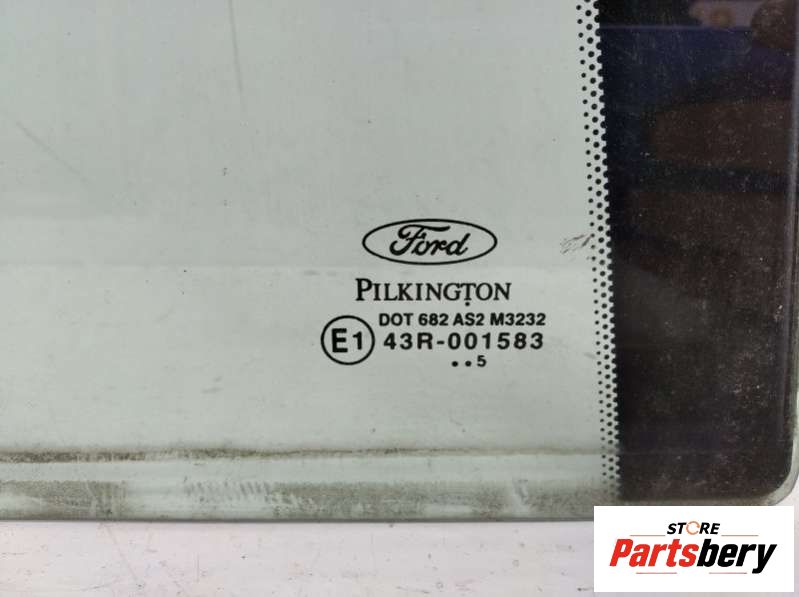 Ford
PILKINGTON
DOT 682 AS2 M3232
E1 43R-001583
..5
STORE
Partsbery